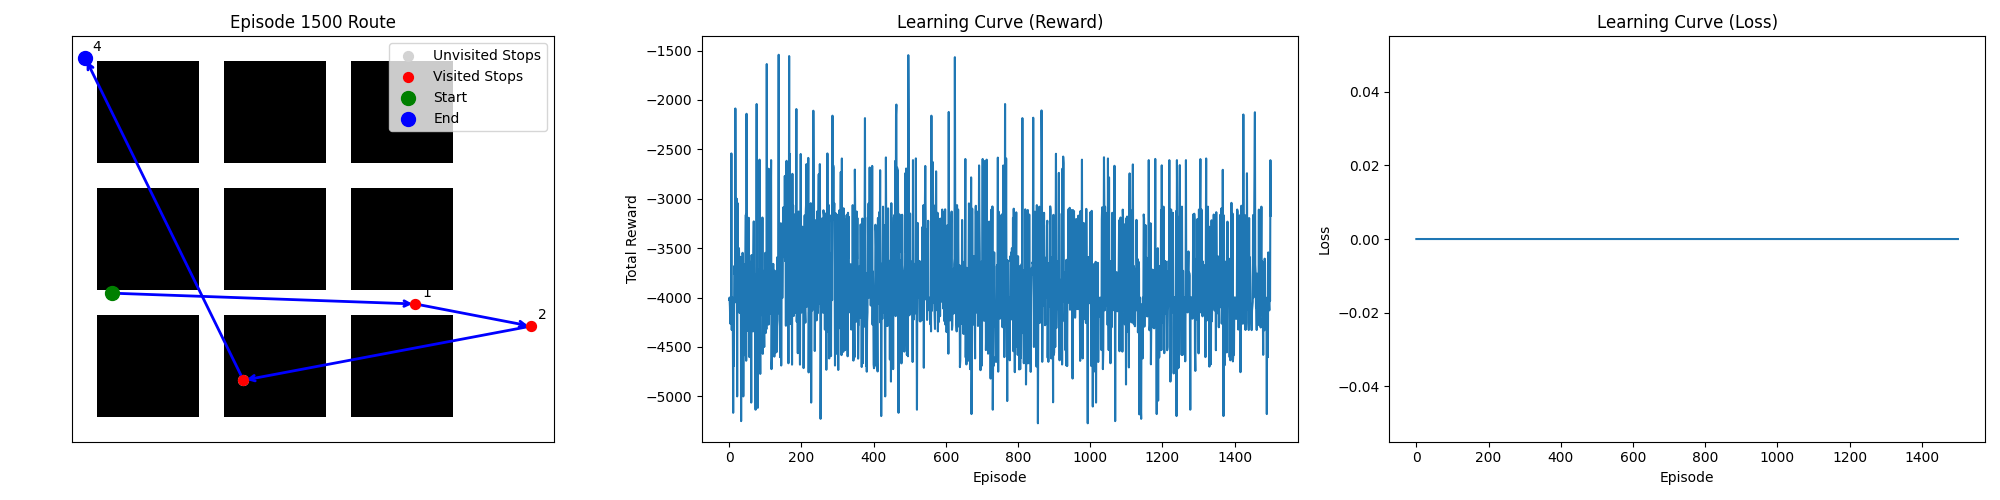 Episode 1500 Route
4
Unvisited Stops
Visited Stops
Start
End
1
2
Learning Curve (Reward)
−1500
−2000
−2500
−3000
−3500
−4000
−4500
−5000
Total Reward
0 200 400 600 800 1000 1200 1400
Episode
Learning Curve (Loss)
0.04
0.02
0.00
−0.02
−0.04
Loss
0 200 400 600 800 1000 1200 1400
Episode